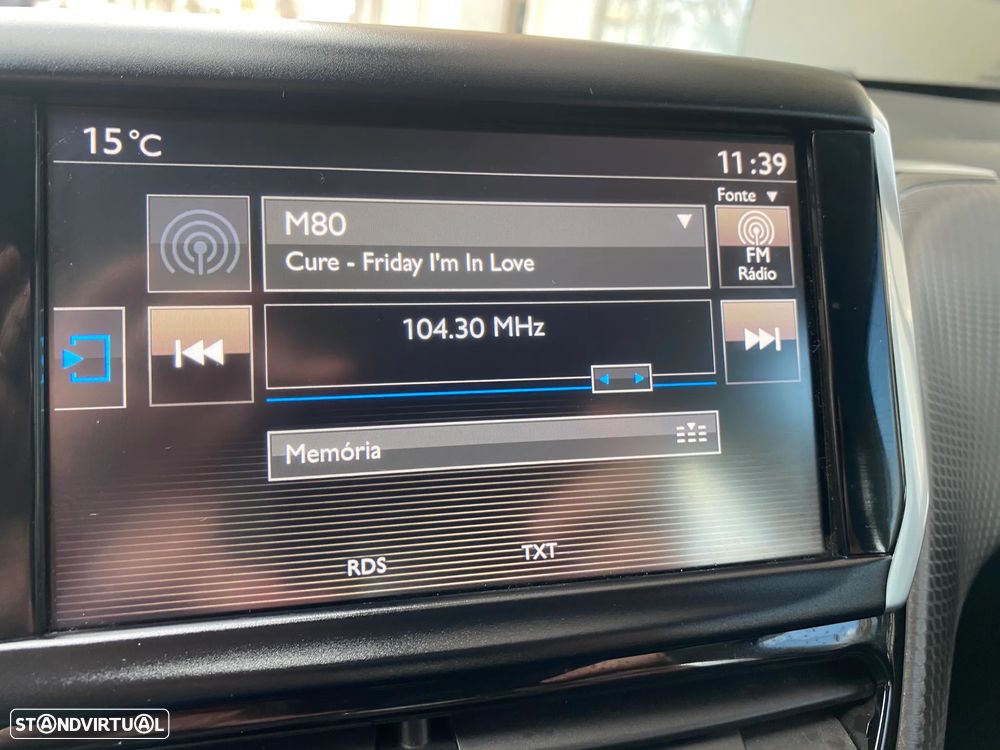 15 °C
11:39
Fonte
M80
Cure - Friday I'm In Love
FM
Rádio
104.30 MHz
Memória
RDS
TXT
STANDVIRTUAL